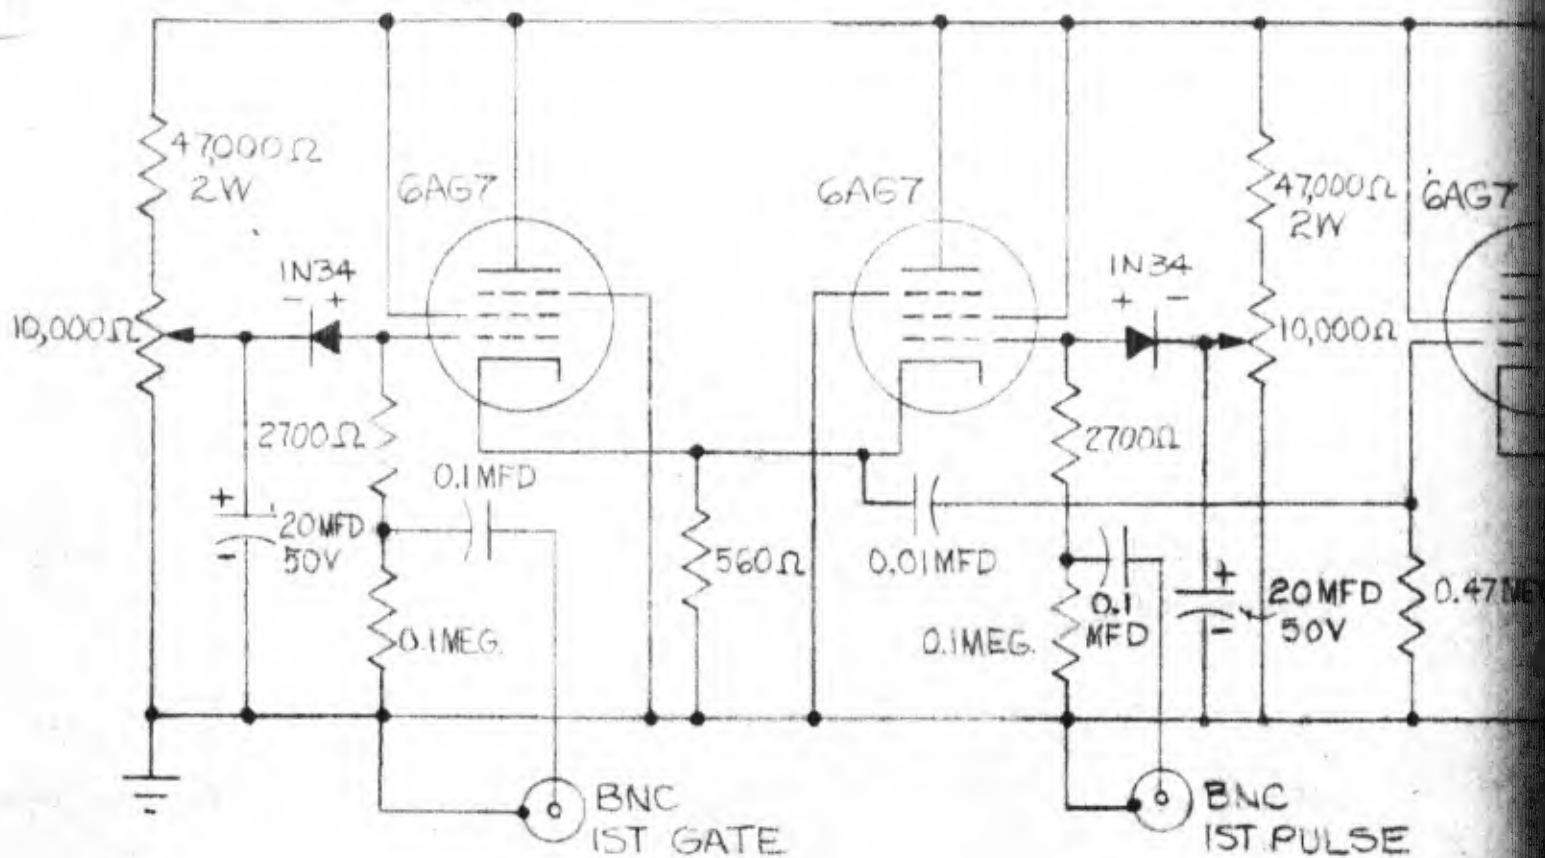 47,000Ω
2W
6AG7
6AG7
47,000Ω
2W
6AG7
1N34
- +
1N34
+ -
10,000Ω
10,000Ω
2700Ω
2700Ω
0.1MFD
+
20MFD
50V
-
560Ω
0.01MFD
0.1
MFD
+
20MFD
50V
-
0.47
0.1MEG.
0.1MEG.
BNC
1ST GATE
BNC
1ST PULSE